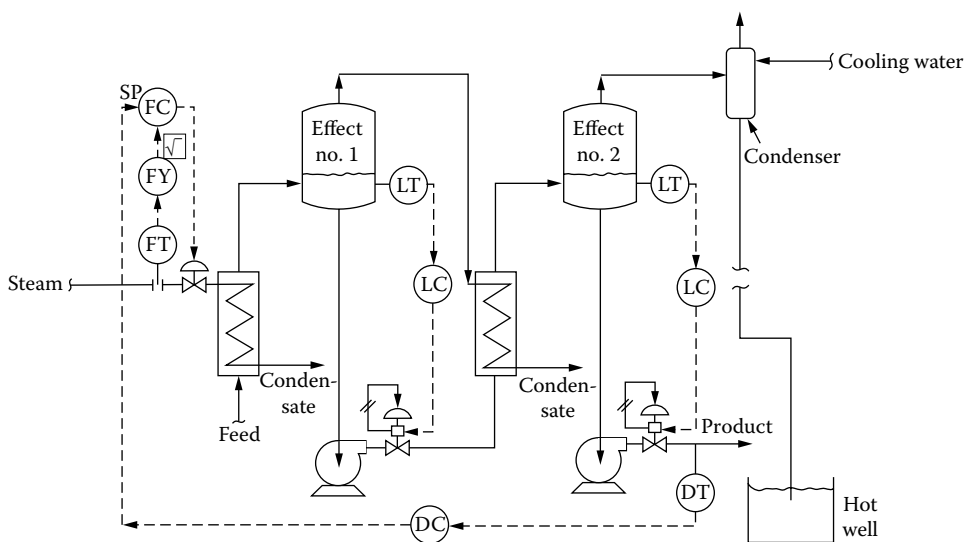 SP
FC
√
FY
FT
Steam
Effect
no. 1
LT
LC
Conden-
sate
Feed
Effect
no. 2
LT
LC
Conden-
sate
Product
DT
DC
Cooling water
Condenser
Hot
well